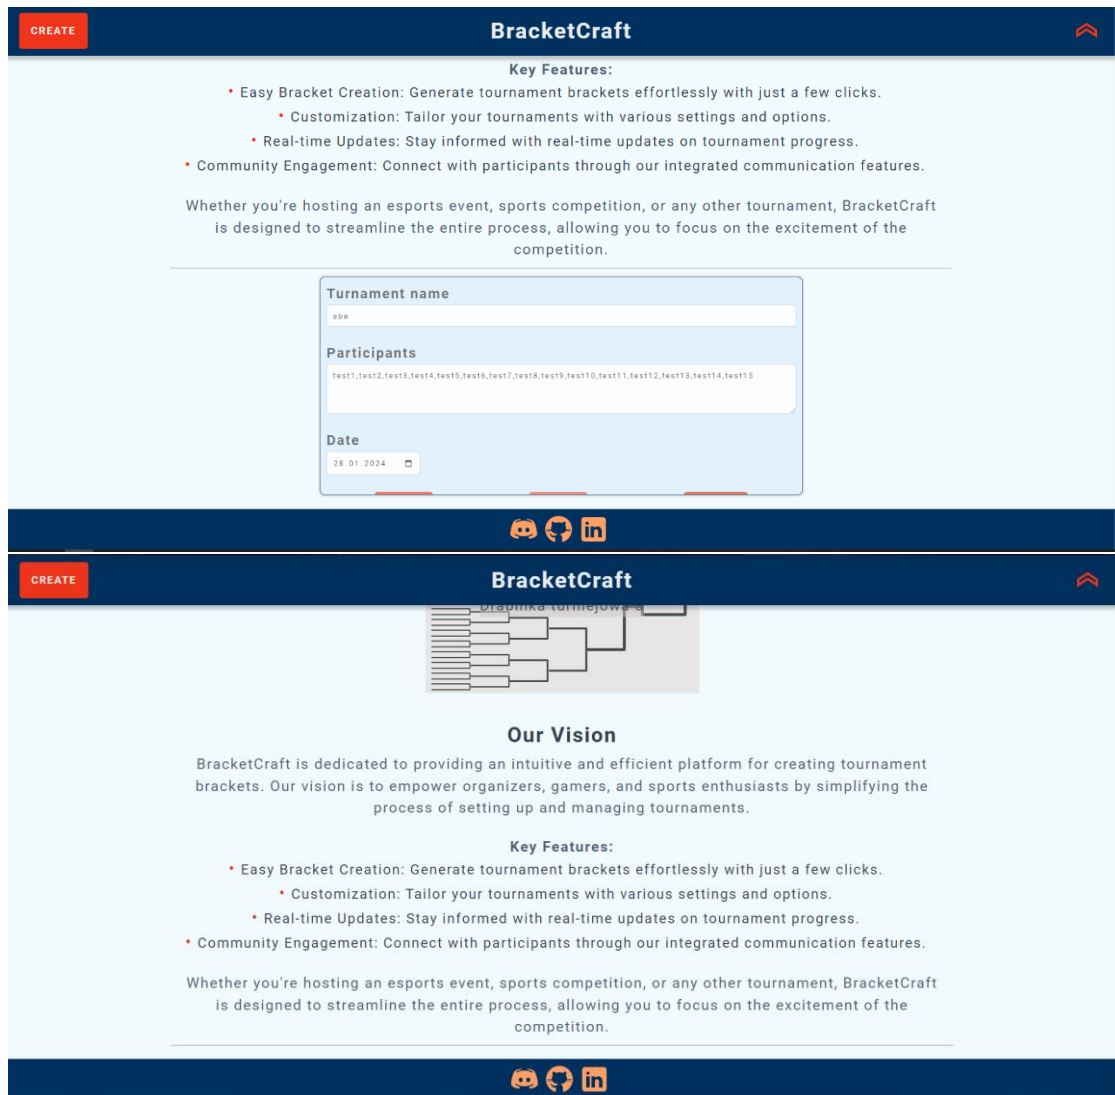 CREATE
BracketCraft
Key Features:
• Easy Bracket Creation: Generate tournament brackets effortlessly with just a few clicks.
• Customization: Tailor your tournaments with various settings and options.
• Real-time Updates: Stay informed with real-time updates on tournament progress.
• Community Engagement: Connect with participants through our integrated communication features.
Whether you're hosting an esports event, sports competition, or any other tournament, BracketCraft
is designed to streamline the entire process, allowing you to focus on the excitement of the
competition.
Turnament name
ebe
Participants
test1,test2,test3,test4,test5,test6,test7,test8,test9,test10,test11,test12,test13,test14,test15
Date
28.01.2024
in
CREATE
BracketCraft
Drabinka turniejowa
Our Vision
BracketCraft is dedicated to providing an intuitive and efficient platform for creating tournament
brackets. Our vision is to empower organizers, gamers, and sports enthusiasts by simplifying the
process of setting up and managing tournaments.
Key Features:
• Easy Bracket Creation: Generate tournament brackets effortlessly with just a few clicks.
• Customization: Tailor your tournaments with various settings and options.
• Real-time Updates: Stay informed with real-time updates on tournament progress.
• Community Engagement: Connect with participants through our integrated communication features.
Whether you're hosting an esports event, sports competition, or any other tournament, BracketCraft
is designed to streamline the entire process, allowing you to focus on the excitement of the
competition.
in